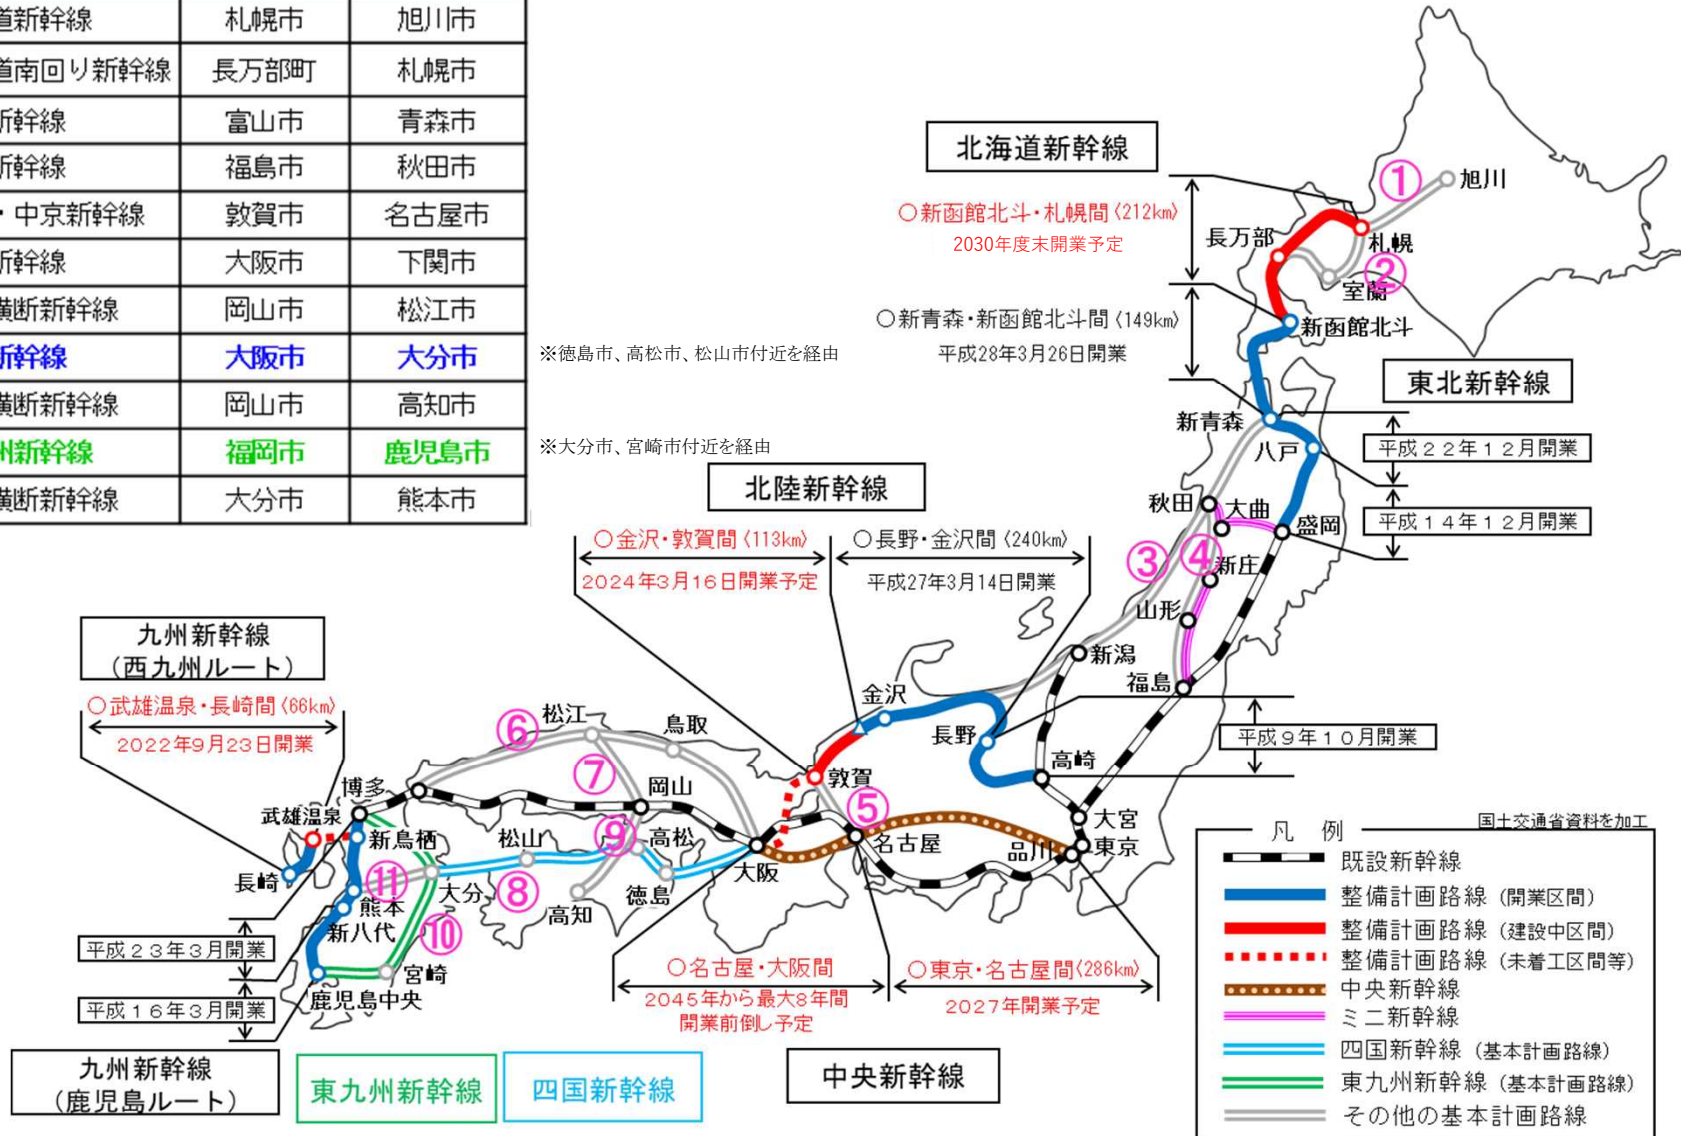 道新幹線 札幌市 旭川市
道南回り新幹線 長万部町 札幌市
新幹線 富山市 青森市
新幹線 福島市 秋田市
・中京新幹線 敦賀市 名古屋市
新幹線 大阪市 下関市
横断新幹線 岡山市 松江市
新幹線 大阪市 大分市
※徳島市、高松市、松山市付近を経由
横断新幹線 岡山市 高知市
州新幹線 福岡市 鹿児島市
※大分市、宮崎市付近を経由
横断新幹線 大分市 熊本市
北海道新幹線
○新函館北斗・札幌間〈212km〉
2030年度末開業予定
○新青森・新函館北斗間〈149km〉
平成28年3月26日開業
①
旭川
長万部
札幌
②
室蘭
新函館北斗
東北新幹線
新青森
八戸
平成22年12月開業
平成14年12月開業
秋田
大曲
盛岡
③
④
新庄
山形
新潟
福島
北陸新幹線
○金沢・敦賀間〈113km〉
2024年3月16日開業予定
○長野・金沢間〈240km〉
平成27年3月14日開業
金沢
長野
高崎
平成9年10月開業
九州新幹線
(西九州ルート)
○武雄温泉・長崎間〈66km〉
2022年9月23日開業
⑥
松江
鳥取
⑦
岡山
敦賀
⑤
名古屋
大宮
東京
品川
博多
武雄温泉
新鳥栖
長崎
松山
⑨
高松
大阪
徳島
⑧
高知
大分
⑪
熊本
新八代
⑩
宮崎
鹿児島中央
平成23年3月開業
平成16年3月開業
九州新幹線
(鹿児島ルート)
東九州新幹線
四国新幹線
○名古屋・大阪間
2045年から最大8年間
開業前倒し予定
○東京・名古屋間〈286km〉
2027年開業予定
中央新幹線
国土交通省資料を加工
凡 例
既設新幹線
整備計画路線 (開業区間)
整備計画路線 (建設中区間)
整備計画路線 (未着工区間等)
中央新幹線
ミニ新幹線
四国新幹線 (基本計画路線)
東九州新幹線 (基本計画路線)
その他の基本計画路線